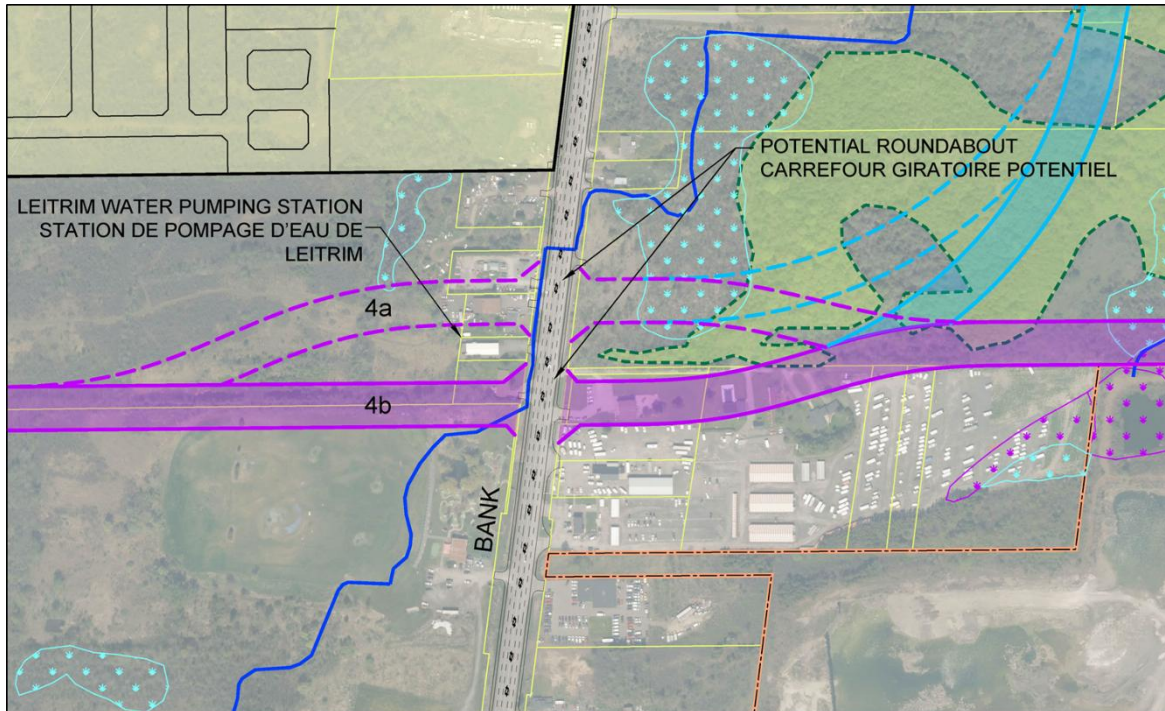 POTENTIAL ROUNDABOUT
CARREFOUR GIRATOIRE POTENTIEL
LEITRIM WATER PUMPING STATION
STATION DE POMPAGE D'EAU DE
LEITRIM
4a
4b
BANK